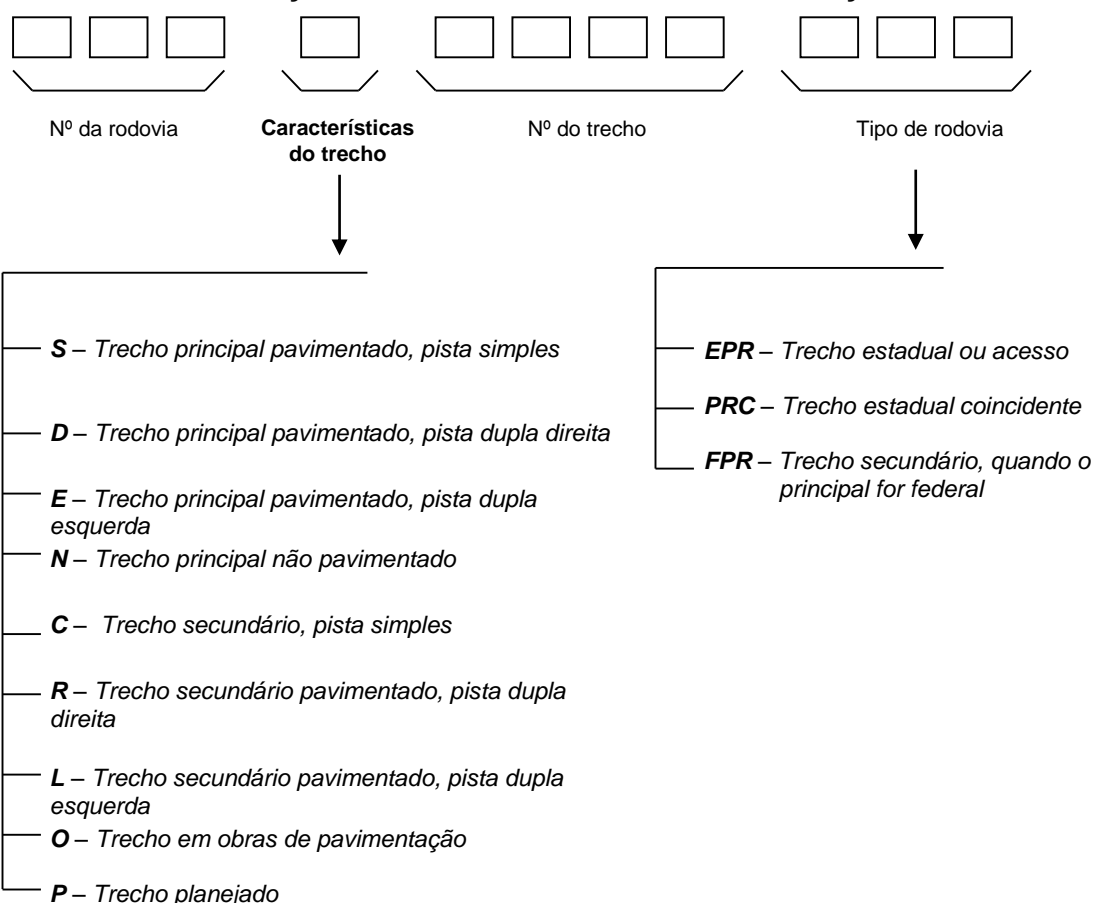 Nº da rodovia
Características
do trecho
Nº do trecho
Tipo de rodovia
S – Trecho principal pavimentado, pista simples
D – Trecho principal pavimentado, pista dupla direita
E – Trecho principal pavimentado, pista dupla
esquerda
N – Trecho principal não pavimentado
C – Trecho secundário, pista simples
R – Trecho secundário pavimentado, pista dupla
direita
L – Trecho secundário pavimentado, pista dupla
esquerda
O – Trecho em obras de pavimentação
P – Trecho planejado
EPR – Trecho estadual ou acesso
PRC – Trecho estadual coincidente
FPR – Trecho secundário, quando o
principal for federal